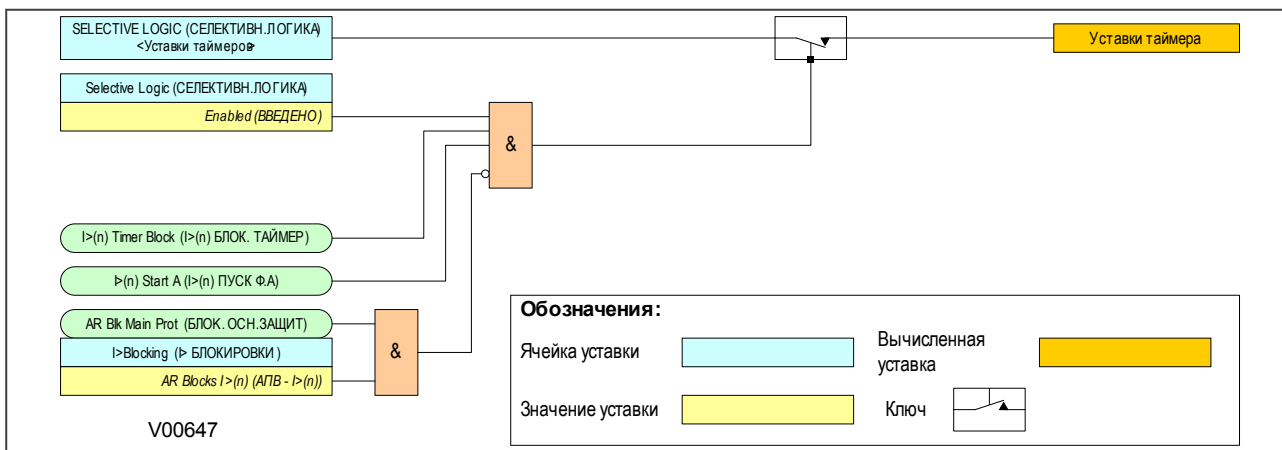 SELECTIVE LOGIC (СЕЛЕКТИВН.ЛОГИКА)
<Уставки таймеров>
Уставки таймера
Selective Logic (СЕЛЕКТИВН.ЛОГИКА)
Enabled (ВВЕДЕНО)
&
I>(n) Timer Block (I>(n) БЛОК. ТАЙМЕР)
I>(n) Start A (I>(n) ПУСК Ф.А)
AR Blk Main Prot (БЛОК. ОСН.ЗАЩИТ)
I>Blocking (I> БЛОКИРОВКИ)
AR Blocks I>(n) (АПВ - I>(n))
&
V00647
Обозначения:
Ячейка уставки
Вычисленная
уставка
Значение уставки
Ключ